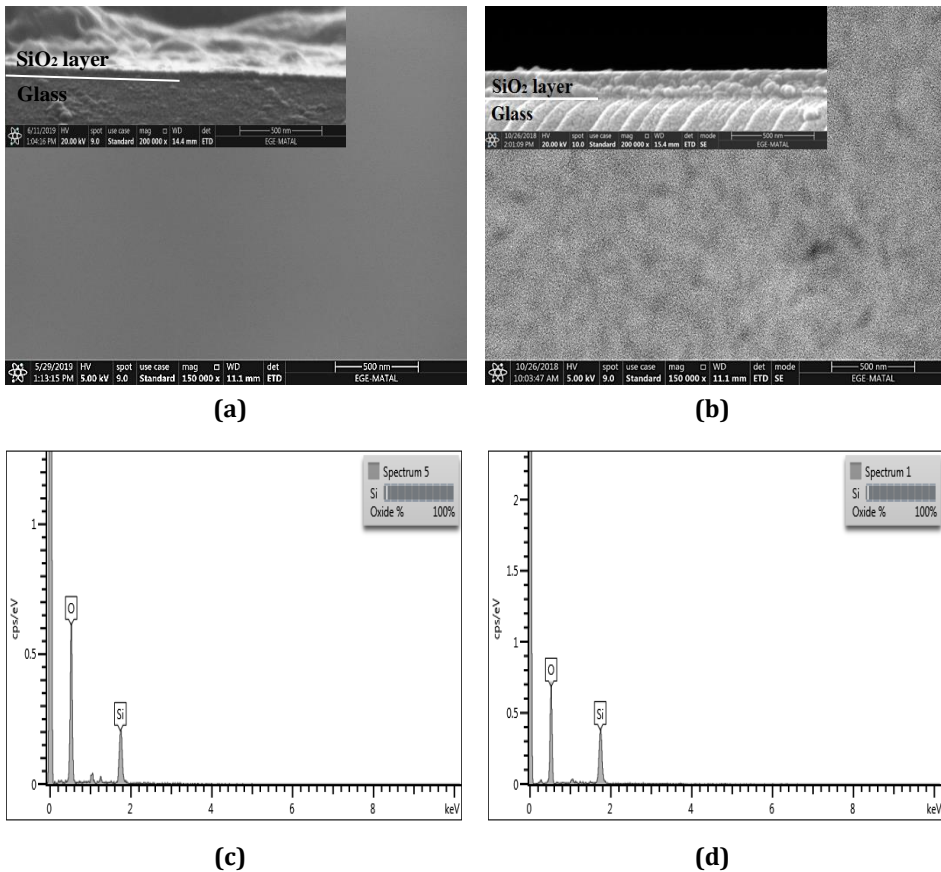 SiO₂ layer
Glass
6/11/2019 HV spot use case mag □ WD det 500 nm
1:04:16 PM 20.00 kV 9.0 Standard 200 000 x 14.4 mm ETD EGE-MATAL
5/29/2019 HV spot use case mag □ WD det 500 nm
1:13:15 PM 5.00 kV 9.0 Standard 150 000 x 11.1 mm ETD EGE-MATAL
(a)
SiO₂ layer
Glass
10/26/2018 HV spot use case mag □ WD det mode 500 nm
2:01:09 PM 20.00 kV 10.0 Standard 200 000 x 15.4 mm ETD SE EGE-MATAL
10/26/2018 HV spot use case mag □ WD det mode 500 nm
10:03:47 AM 5.00 kV 9.0 Standard 150 000 x 11.1 mm ETD SE EGE-MATAL
(b)
Spectrum 5
Si
Oxide % 100%
1
O
cps/eV
0.5
Si
0
0 2 4 6 8 keV
(c)
Spectrum 1
Si
Oxide % 100%
2
1.5
cps/eV
1
O
0.5
Si
0
0 2 4 6 8 keV
(d)